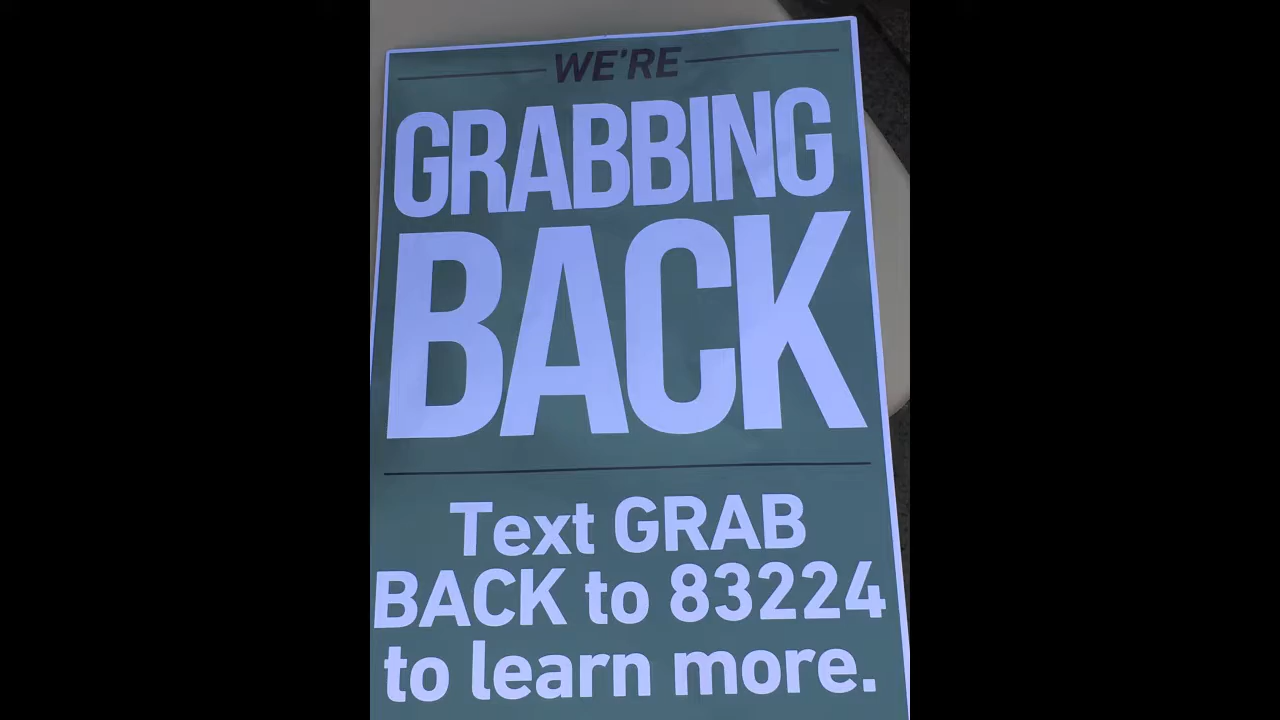 WE'RE
GRABBING
BACK
Text GRAB
BACK to 83224
to learn more.